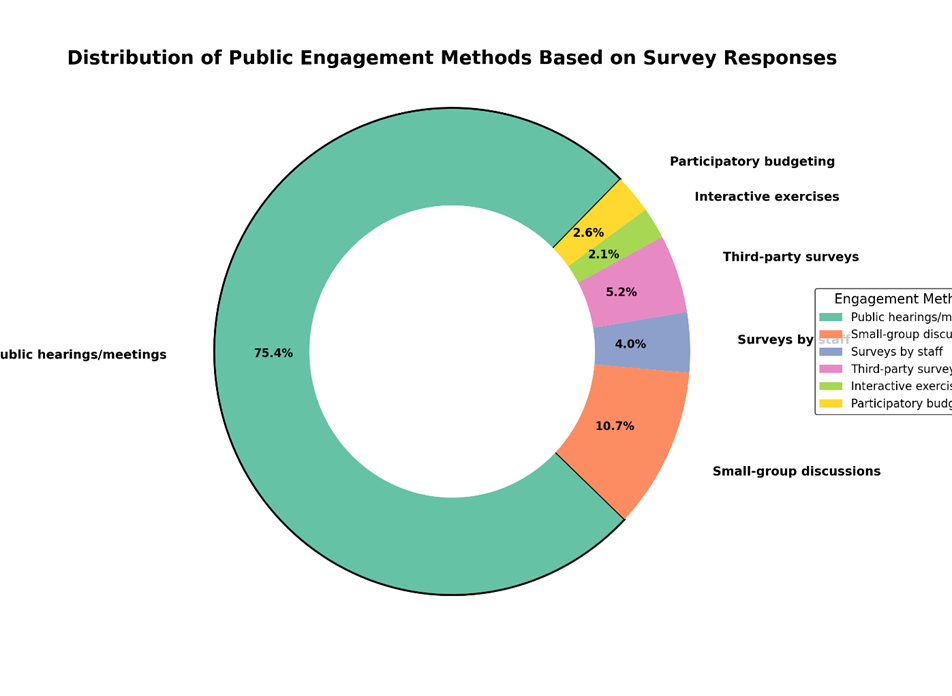 Distribution of Public Engagement Methods Based on Survey Responses
Participatory budgeting
Interactive exercises
2.6%
2.1%
Third-party surveys
5.2%
Engagement Meth
Public hearings/m
Small-group discu
Surveys by staff
Third-party survey
Interactive exercis
Participatory budg
Surveys by staff
4.0%
ublic hearings/meetings
75.4%
10.7%
Small-group discussions